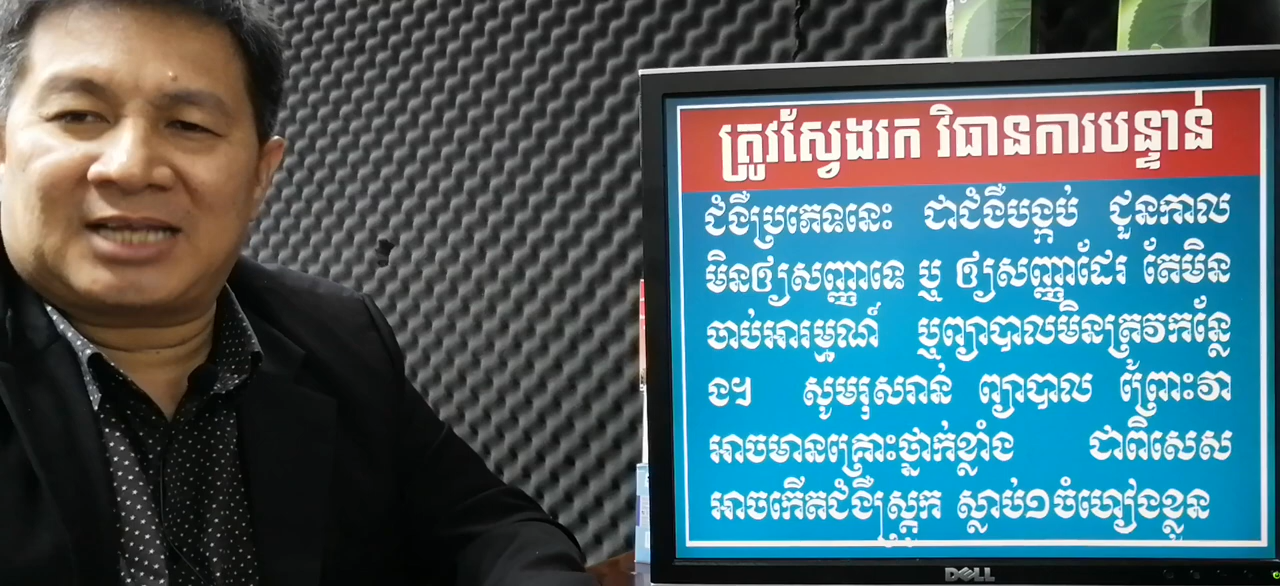 ត្រូវស្វែងរក វិធានការបន្ទាន់
ជំងឺប្រភេទនេះ ជាជំងឺបង្កប់ ជួនកាល
មិនឲ្យសញ្ញាទេ ឬ ឲ្យសញ្ញាដែរ តែមិន
ចាប់អារម្មណ៍ ឬព្យាបាលមិនត្រូវកន្លែ
ង។ សូមរុសរាន់ ព្យាបាល ព្រោះវា
អាចមានគ្រោះថ្នាក់ខ្លាំង ជាពិសេស
អាចកើតជំងឺស្ត្រូក ស្លាប់១ចំហៀងខ្លួន
DELL